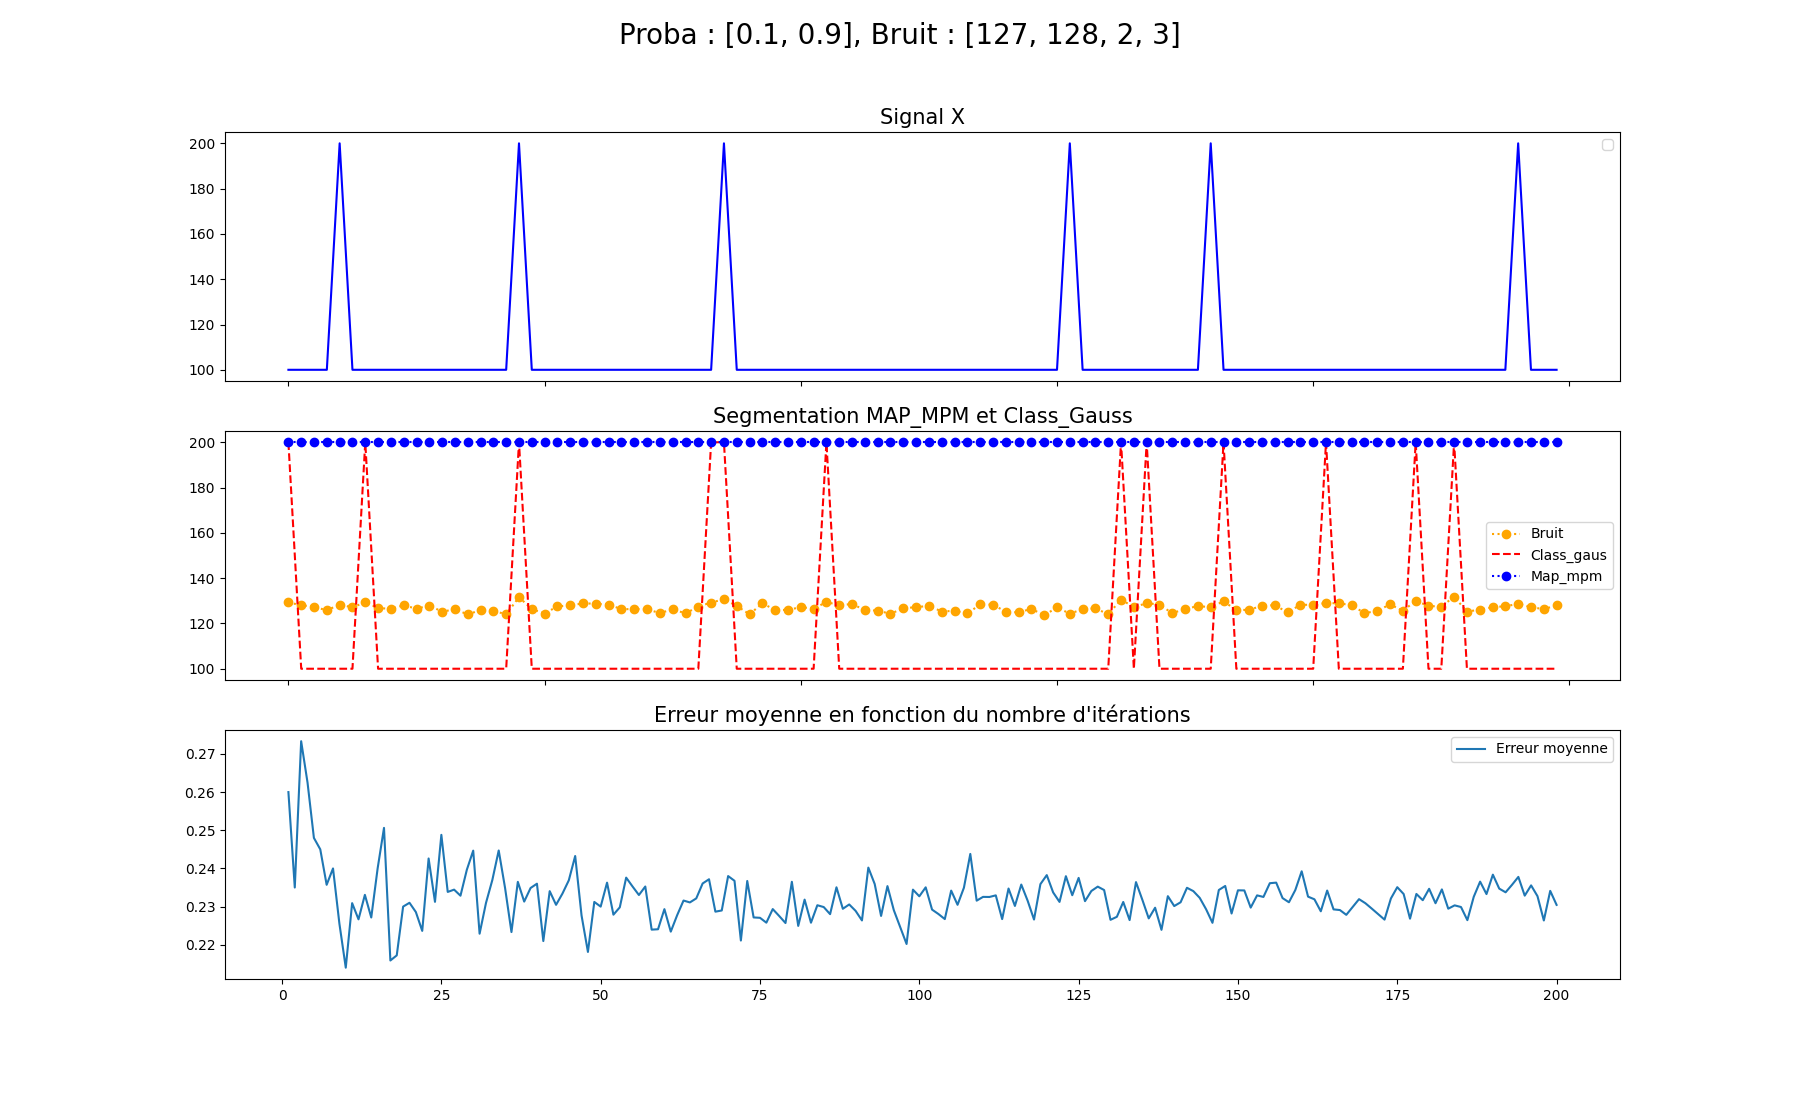 Proba : [0.1, 0.9], Bruit : [127, 128, 2, 3]
Signal X
200
180
160
140
120
100
Segmentation MAP_MPM et Class_Gauss
200
180
160
140
120
100
Bruit
Class_gaus
Map_mpm
Erreur moyenne en fonction du nombre d'itérations
0.27
0.26
0.25
0.24
0.23
0.22
Erreur moyenne
0 25 50 75 100 125 150 175 200